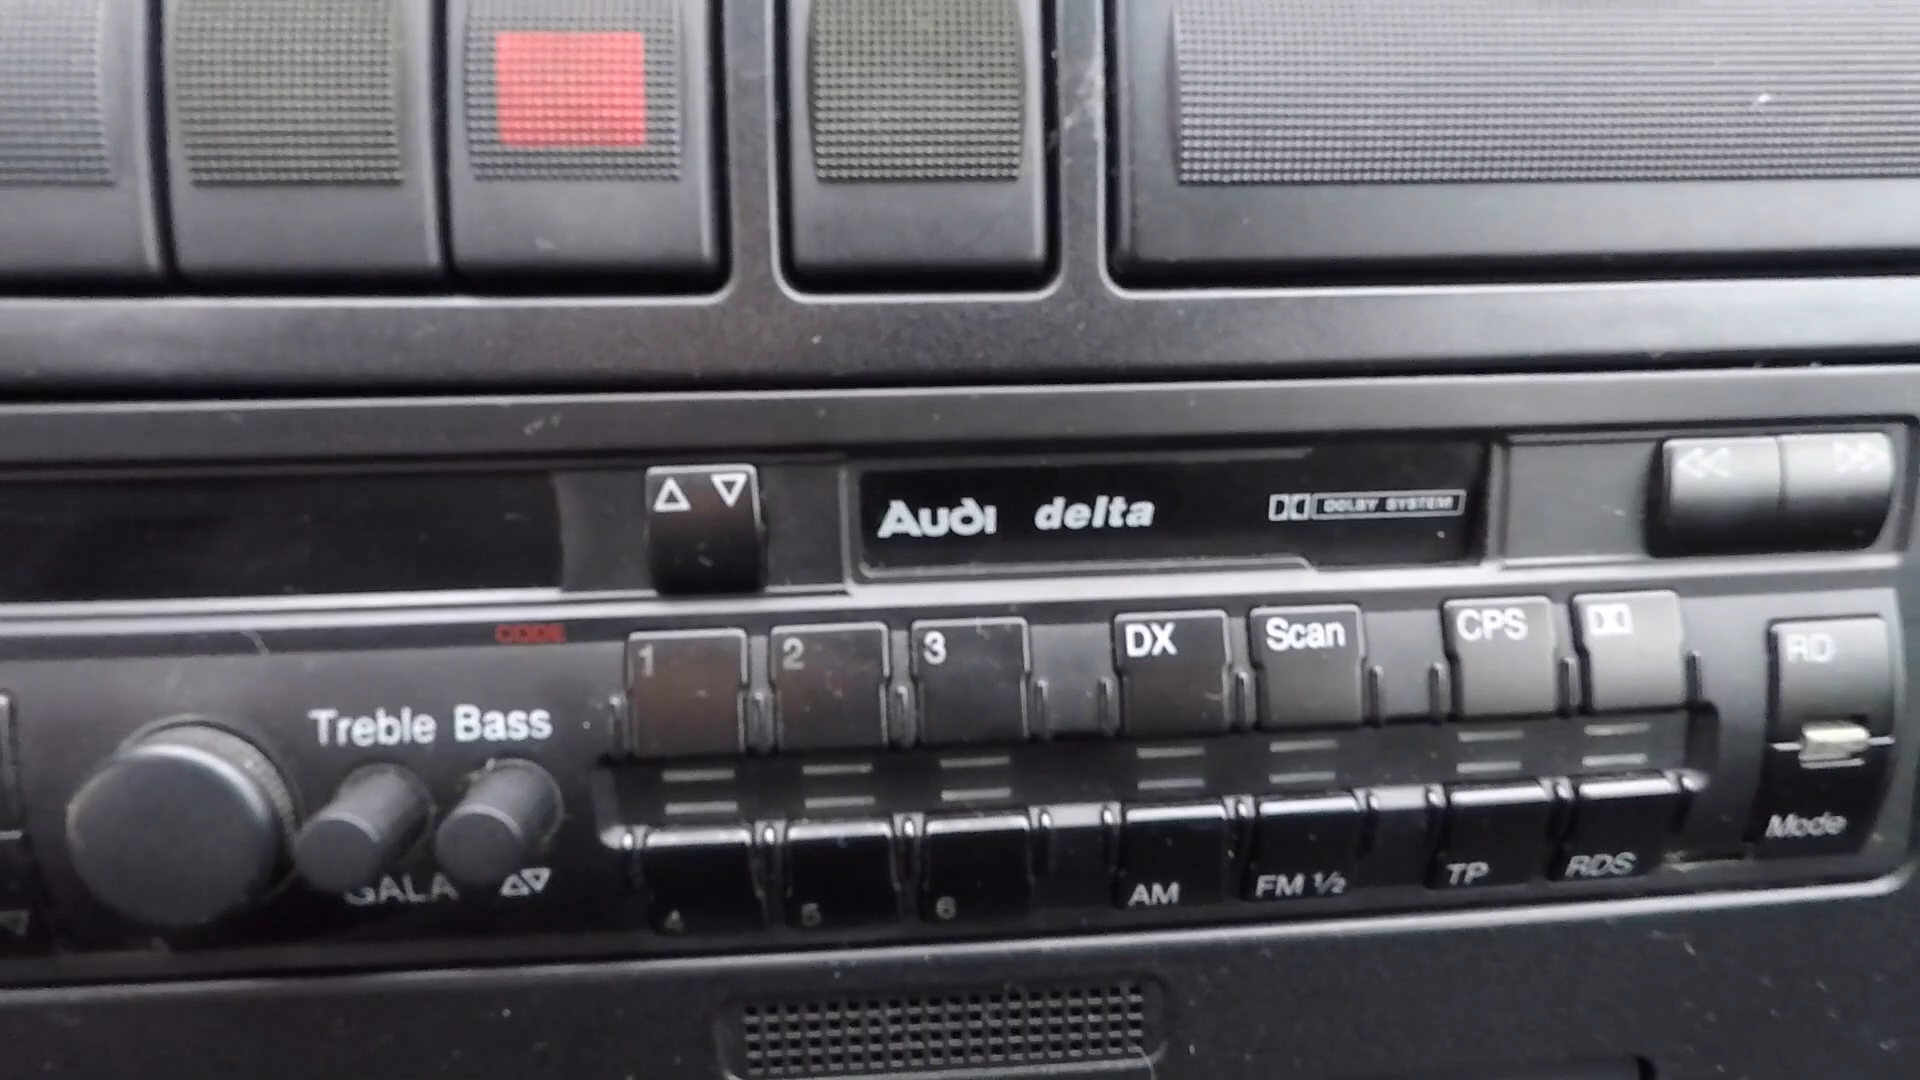 Audi delta DOLBY SYSTEM
CODE
1 2 3 DX Scan CPS RD
Treble Bass
GALA
4 5 6 AM FM ½ TP RDS Mode